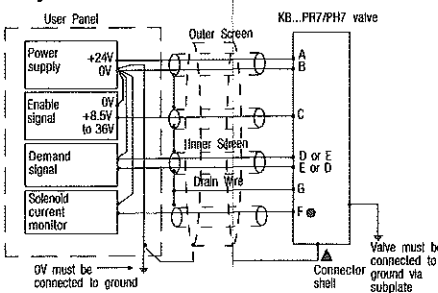 User Panel
KB...PR7/PH7 valve
Outer Screen
Power
supply
+24V
0V
A
B
Enable
signal
0V
+8.5V
to 36V
C
Inner Screen
Demand
signal
D or E
E or D
Drain Wire
G
Solenoid
current
monitor
F
0V must be
connected to ground
Connector
shell
Valve must be
connected to
ground via
subplate